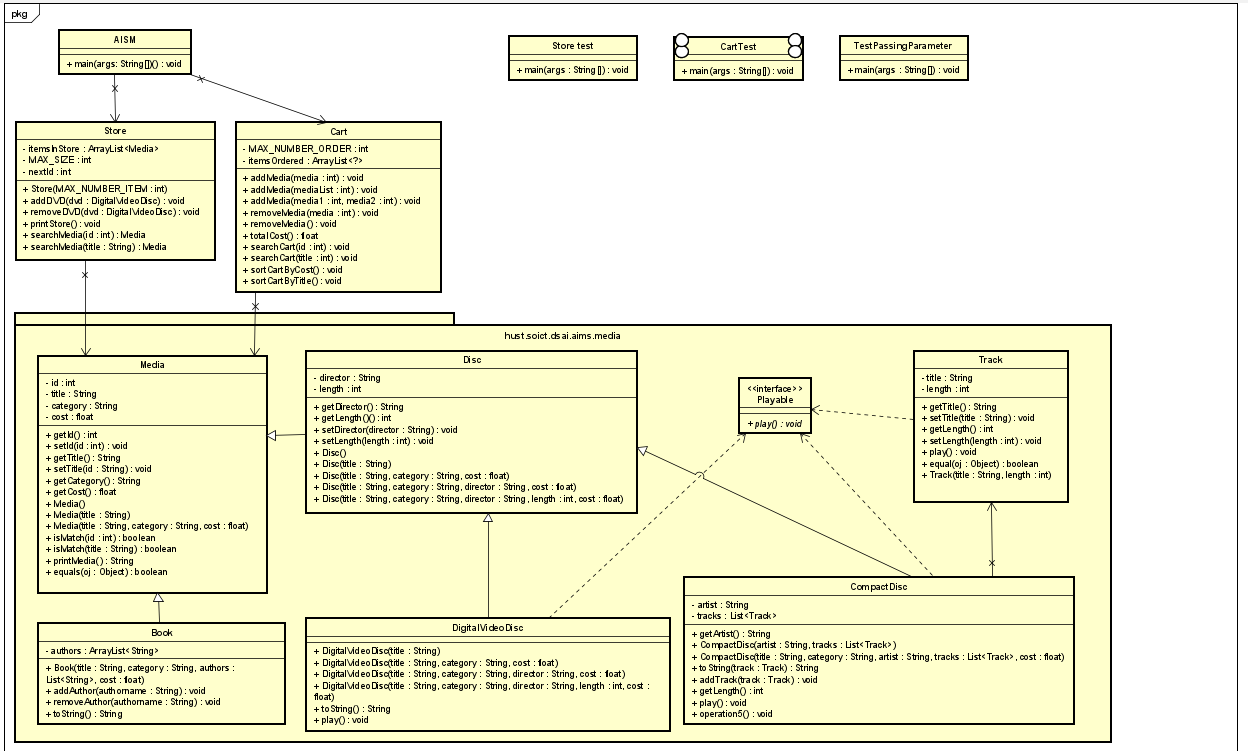 pkg
AISM
+ main(args: String[])() : void
Store test
+ main(args : String[]) : void
CartTest
+ main(args : String[]) : void
TestPassingParameter
+ main(args : String[]) : void
Store
- itemsInStore : ArrayList<Media>
- MAX_SIZE : int
- nextId : int
+ Store(MAX_NUMBER_ITEM : int)
+ addDVD(dvd : DigitalVideoDisc) : void
+ removeDVD(dvd : DigitalVideoDisc) : void
+ printStore() : void
+ searchMedia(id : int) : Media
+ searchMedia(title : String) : Media
Cart
- MAX_NUMBER_ORDER : int
- itemsOrdered : ArrayList<?>
+ addMedia(media : int) : void
+ addMedia(mediaList : int) : void
+ addMedia(media1 : int, media2 : int) : void
+ removeMedia(media : int) : void
+ removeMedia() : void
+ totalCost() : float
+ searchCart(id : int) : void
+ searchCart(title : int) : void
+ sortCartByCost() : void
+ sortCartByTitle() : void
hust.soict.dsai.aims.media
Media
- id : int
- title : String
- category : String
- cost : float
+ getId() : int
+ setId(id : int) : void
+ getTitle() : String
+ setTitle(id : String) : void
+ getCategory() : String
+ getCost() : float
+ Media()
+ Media(title : String)
+ Media(title : String, category : String, cost : float)
+ isMatch(id : int) : boolean
+ isMatch(title : String) : boolean
+ printMedia() : String
+ equals(oj : Object) : boolean
Disc
- director : String
- length : int
+ getDirector() : String
+ getLength()() : int
+ setDirector(director : String) : void
+ setLength(length : int) : void
+ Disc()
+ Disc(title : String)
+ Disc(title : String, category : String, cost : float)
+ Disc(title : String, category : String, director : String, cost : float)
+ Disc(title : String, category : String, director : String, length : int, cost : float)
<<interface>>
Playable
+ play() : void
Track
- title : String
- length : int
+ getTitle() : String
+ setTitle(title : String) : void
+ getLength() : int
+ setLength(length : int) : void
+ play() : void
+ equal(oj : Object) : boolean
+ Track(title : String, length : int)
Book
- authors : ArrayList<String>
+ Book(title : String, category : String, authors :
List<String>, cost : float)
+ addAuthor(authorname : String) : void
+ removeAuthor(authorname : String) : void
+ toString() : String
DigitalVideoDisc
+ DigitalVideoDisc(title : String)
+ DigitalVideoDisc(title : String, category : String, cost : float)
+ DigitalVideoDisc(title : String, category : String, director : String, cost : float)
+ DigitalVideoDisc(title : String, category : String, director : String, length : int, cost :
float)
+ toString() : String
+ play() : void
CompactDisc
- artist : String
- tracks : List<Track>
+ getArtist() : String
+ CompactDisc(artist : String, tracks : List<Track>)
+ CompactDisc(title : String, category : String, artist : String, tracks : List<Track>, cost : float)
+ toString(track : Track) : String
+ addTrack(track : Track) : void
+ getLength() : int
+ play() : void
+ operation5() : void